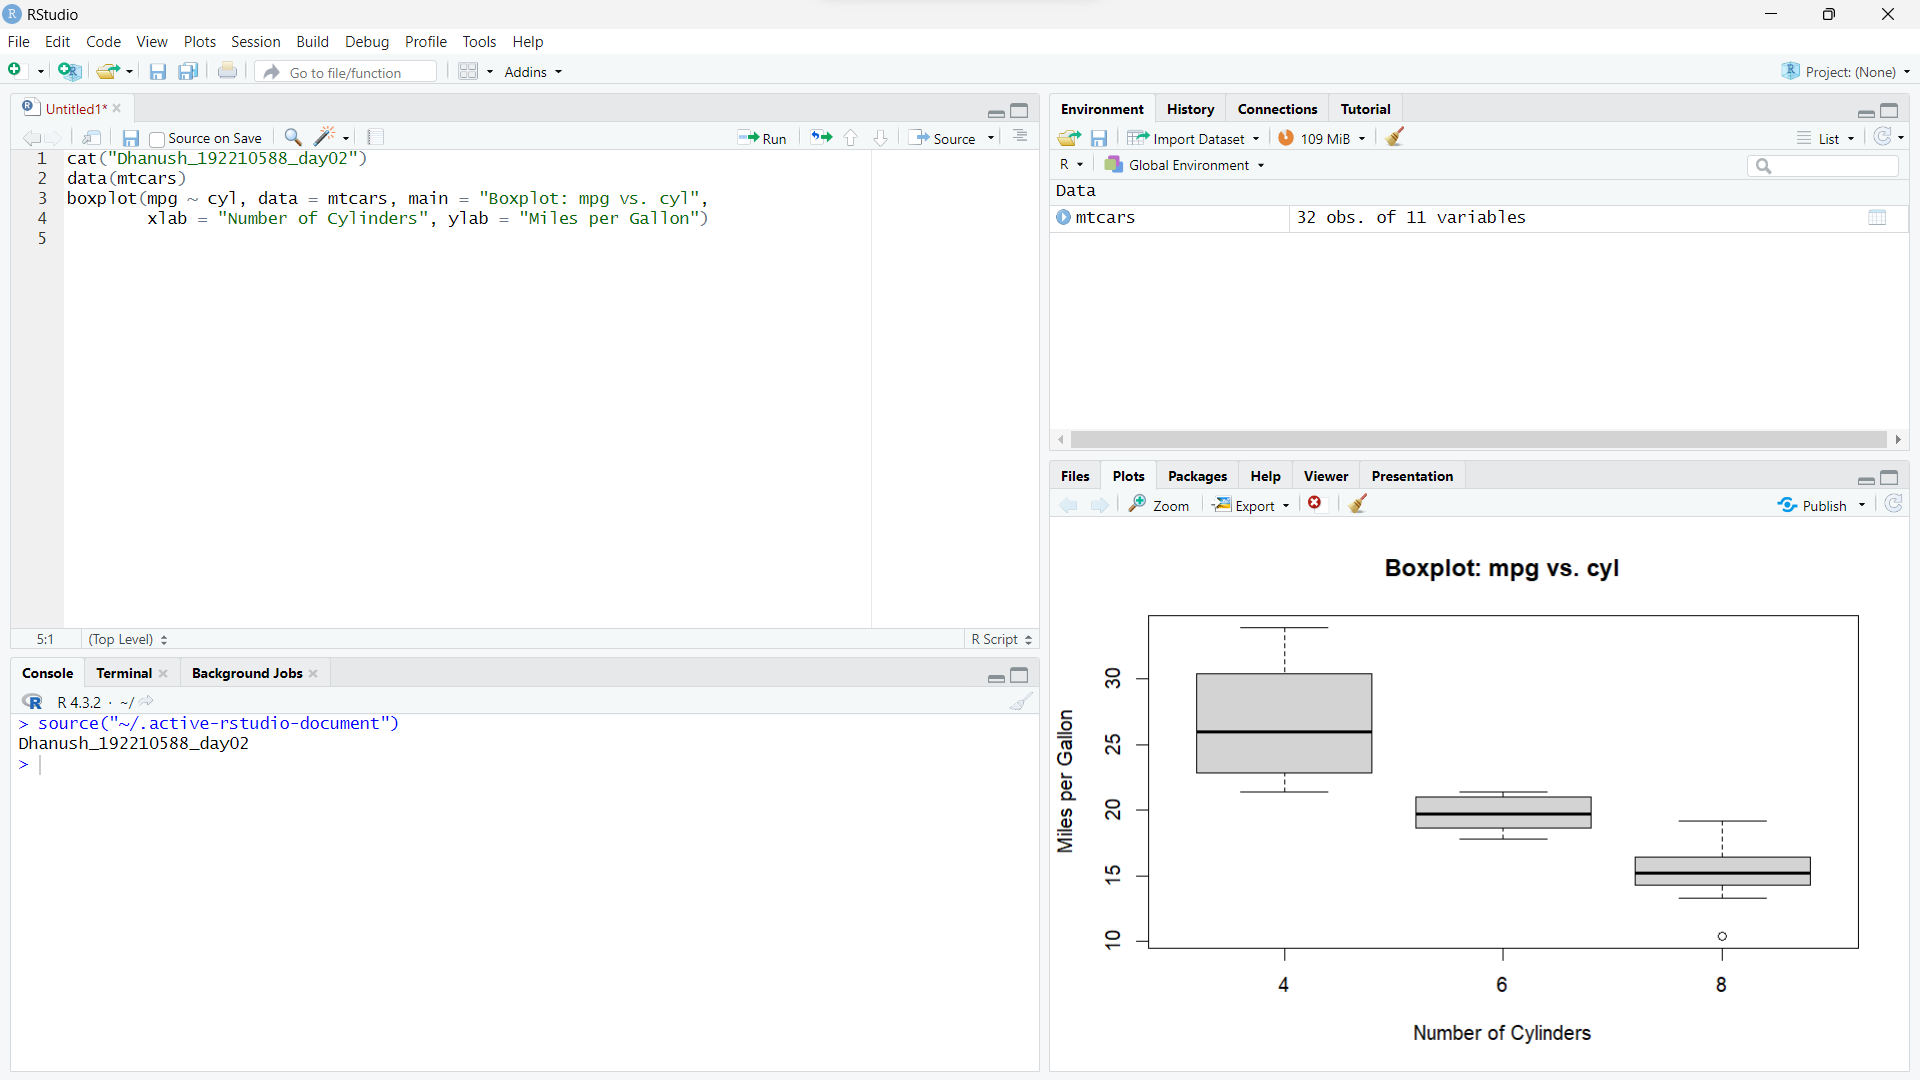 RStudio
File Edit Code View Plots Session Build Debug Profile Tools Help
Go to file/function Addins Project: (None)
Untitled1*
Source on Save Run Source
1 cat("Dhanush_192210588_day02")
2 data(mtcars)
3 boxplot(mpg ~ cyl, data = mtcars, main = "Boxplot: mpg vs. cyl",
4 xlab = "Number of Cylinders", ylab = "Miles per Gallon")
5
5:1 (Top Level) R Script
Console Terminal Background Jobs
R 4.3.2 · ~/
> source("~/.active-rstudio-document")
Dhanush_192210588_day02
>
Environment History Connections Tutorial
Import Dataset 109 MiB List
R Global Environment
Data
mtcars 32 obs. of 11 variables
Files Plots Packages Help Viewer Presentation
Zoom Export Publish
Boxplot: mpg vs. cyl
Miles per Gallon
30
25
20
15
10
4 6 8
Number of Cylinders